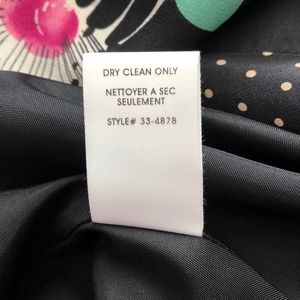 DRY CLEAN ONLY
NETTOYER A SEC
SEULEMENT
STYLE# 33-4878